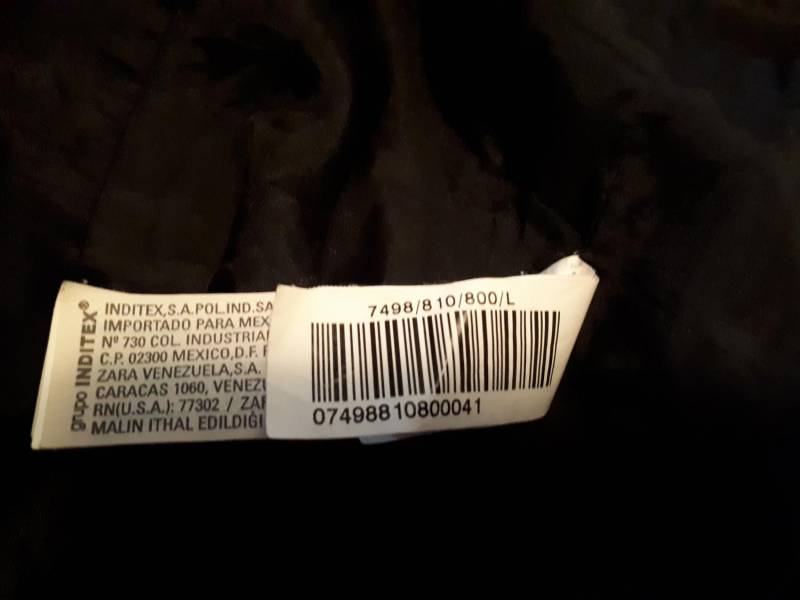 grupo INDITEX®
INDITEX,S.A.POL.IND.SA
IMPORTADO PARA MEX
Nº 730 COL. INDUSTRIA
C.P. 02300 MEXICO,D.F.
ZARA VENEZUELA,S.A.
CARACAS 1060, VENEZU
RN(U.S.A.): 77302 / ZA
MALIN ITHAL EDILDIĞI
7498/810/800/L
07498810800041